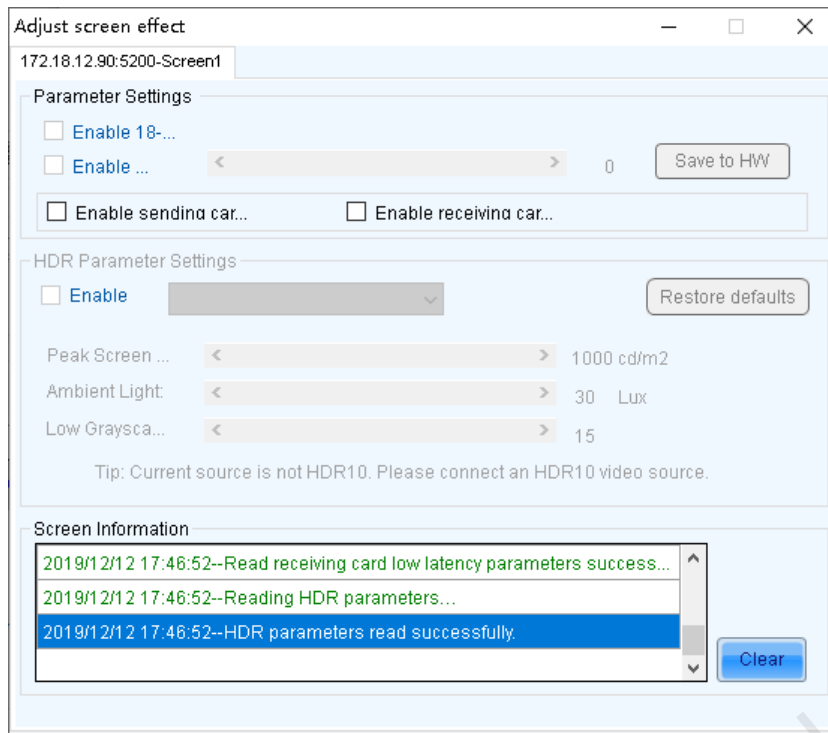 Adjust screen effect
172.18.12.90:5200-Screen1
Parameter Settings
Enable 18-...
Enable ... 0 Save to HW
Enable sending car... Enable receiving car...
HDR Parameter Settings
Enable Restore defaults
Peak Screen ... 1000 cd/m2
Ambient Light: 30 Lux
Low Graysca... 15
Tip: Current source is not HDR10. Please connect an HDR10 video source.
Screen Information
2019/12/12 17:46:52--Read receiving card low latency parameters success...
2019/12/12 17:46:52--Reading HDR parameters...
2019/12/12 17:46:52--HDR parameters read successfully.
Clear